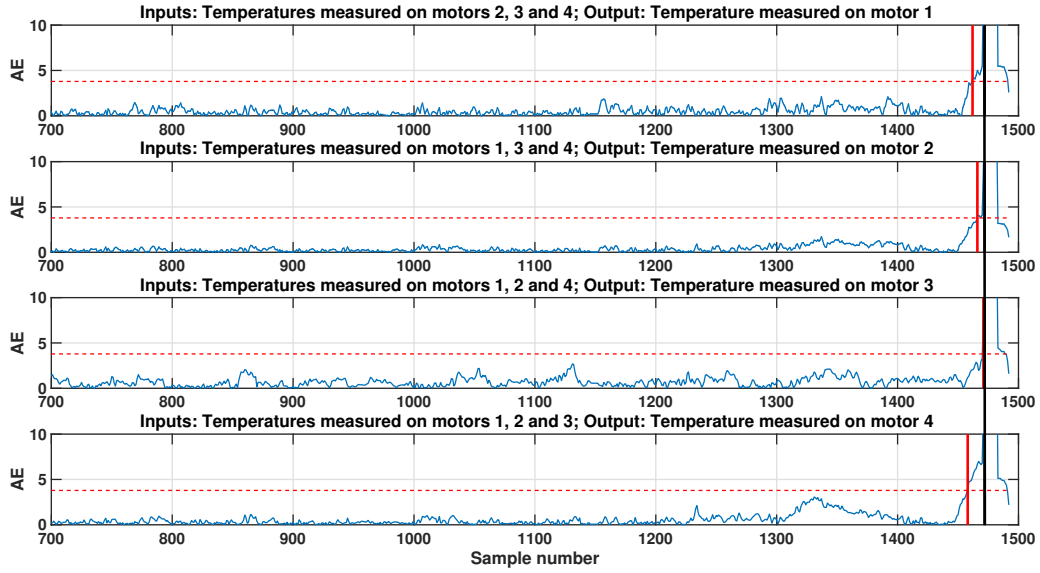 Inputs: Temperatures measured on motors 2, 3 and 4; Output: Temperature measured on motor 1
10
5
0
AE
700 800 900 1000 1100 1200 1300 1400 1500
Inputs: Temperatures measured on motors 1, 3 and 4; Output: Temperature measured on motor 2
10
5
0
AE
700 800 900 1000 1100 1200 1300 1400 1500
Inputs: Temperatures measured on motors 1, 2 and 4; Output: Temperature measured on motor 3
10
5
0
AE
700 800 900 1000 1100 1200 1300 1400 1500
Inputs: Temperatures measured on motors 1, 2 and 3; Output: Temperature measured on motor 4
10
5
0
AE
700 800 900 1000 1100 1200 1300 1400 1500
Sample number